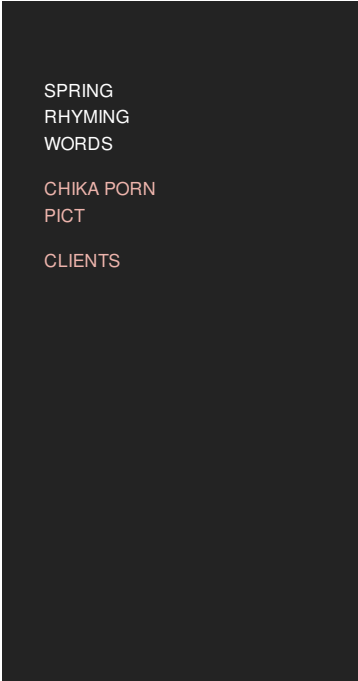 SPRING
RHYMING
WORDS
CHIKA PORN
PICT
CLIENTS